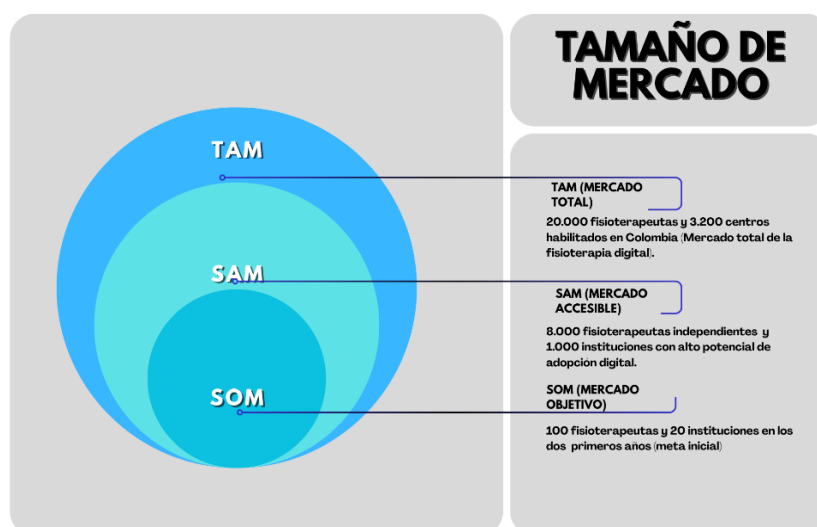 TAMAÑO DE
MERCADO
TAM
SAM
SOM
TAM (MERCADO
TOTAL)
20.000 fisioterapeutas y 3.200 centros
habilitados en Colombia (Mercado total de la
fisioterapia digital).
SAM (MERCADO
ACCESIBLE)
8.000 fisioterapeutas independientes y
1.000 instituciones con alto potencial de
adopción digital.
SOM (MERCADO
OBJETIVO)
100 fisioterapeutas y 20 instituciones en los
dos primeros años (meta inicial)